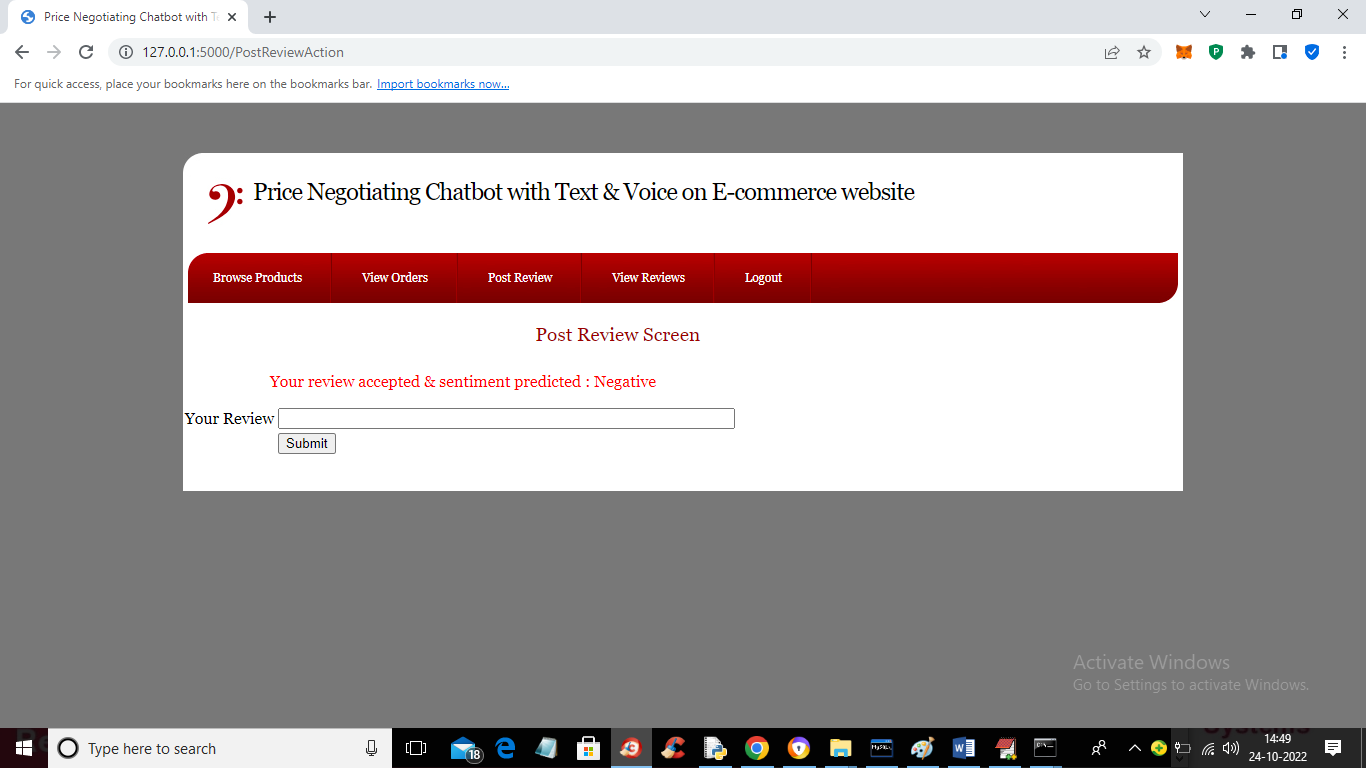 Price Negotiating Chatbot with Te
127.0.0.1:5000/PostReviewAction
For quick access, place your bookmarks here on the bookmarks bar. Import bookmarks now...
Price Negotiating Chatbot with Text & Voice on E-commerce website
Browse Products View Orders Post Review View Reviews Logout
Post Review Screen
Your review accepted & sentiment predicted : Negative
Your Review
Submit
Activate Windows
Go to Settings to activate Windows.
Type here to search
18
MySQL
14:49
24-10-2022